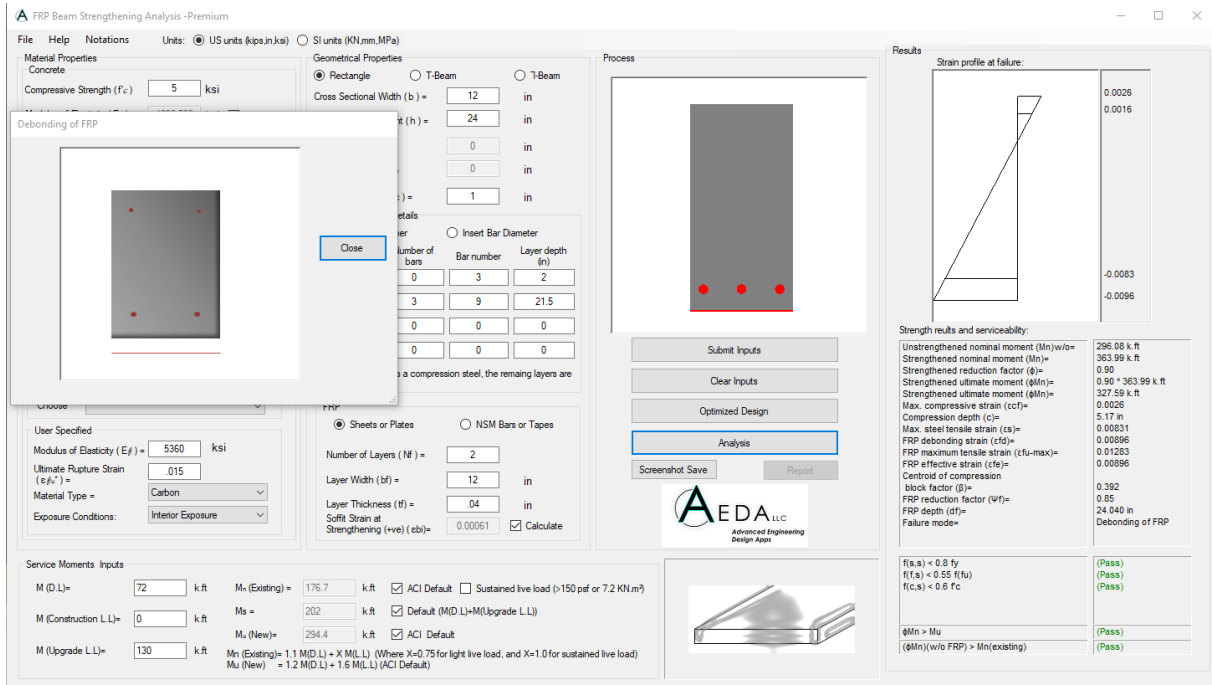 FRP Beam Strengthening Analysis -Premium
File Help Notations Units: US units (kips,in,ksi) SI units (KN,mm,MPa)
Material Properties
Concrete
Compressive Strength (f'c) 5 ksi
Debonding of FRP
Close
Choose
User Specified
Modulus of Elasticity (Ef) = 5360 ksi
Ultimate Rupture Strain
(εfu*) = .015
Material Type = Carbon
Exposure Conditions: Interior Exposure
Geometrical Properties
Rectangle T-Beam ⅂-Beam
Cross Sectional Width ( b ) = 12 in
nt ( h ) = 24 in
0 in
= 0 in
c ) = 1 in
etails
er Insert Bar Diameter
Number of bars Bar number Layer depth (in)
0 3 2
3 9 21.5
0 0 0
0 0 0
s a compression steel, the remaing layers are
FRP
Sheets or Plates NSM Bars or Tapes
Number of Layers ( Nf ) = 2
Layer Width ( bf) = 12 in
Layer Thickness ( tf) = .04 in
Soffit Strain at
Strengthening (+ve) ( εbi)= 0.00061 Calculate
Process
Submit Inputs
Clear Inputs
Optimized Design
Analysis
Screenshot Save Report
AEDA LLC
Advanced Engineering
Design Apps
Results
Strain profile at failure:
0.0026
0.0016
-0.0083
-0.0096
Strength reults and serviceability:
Unstrengthened nominal moment (Mn)w/o= 296.08 k.ft
Strengthened nominal moment (Mn)= 363.99 k.ft
Strengthened reduction factor (ϕ)= 0.90
Strengthened ultimate moment (ϕMn)= 0.90 * 363.99 k.ft
Strengthened ultimate moment (ϕMn)= 327.59 k.ft
Max. compressive strain (εcf)= 0.0026
Compression depth (c)= 5.17 in
Max. steel tensile strain (εs)= 0.00831
FRP debonding strain (εfd)= 0.00896
FRP maximum tensile strain (εfu-max)= 0.01283
FRP effective strain (εfe)= 0.00896
Centroid of compression
block factor (β)= 0.392
FRP reduction factor (Ψf)= 0.85
FRP depth (df)= 24.040 in
Failure mode= Debonding of FRP
f(s,s) < 0.8 fy (Pass)
f(f,s) < 0.55 f(fu) (Pass)
f(c,s) < 0.6 f'c (Pass)
ϕMn > Mu (Pass)
(ϕMn)(w/o FRP) > Mn(existing) (Pass)
Service Moments Inputs
M (D.L)= 72 k.ft Mn (Existing) = 176.7 k.ft ACI Default Sustained live load (>150 psf or 7.2 KN.m²)
M (Construction L.L)= 0 k.ft Ms = 202 k.ft Default (M(D.L)+M(Upgrade L.L))
M (Upgrade L.L)= 130 k.ft Mu (New)= 294.4 k.ft ACI Default
Mn (Existing)= 1.1 M(D.L) + X M(L.L) (Where X=0.75 for light live load, and X=1.0 for sustained live load)
Mu (New) = 1.2 M(D.L) + 1.6 M(L.L) (ACI Default)